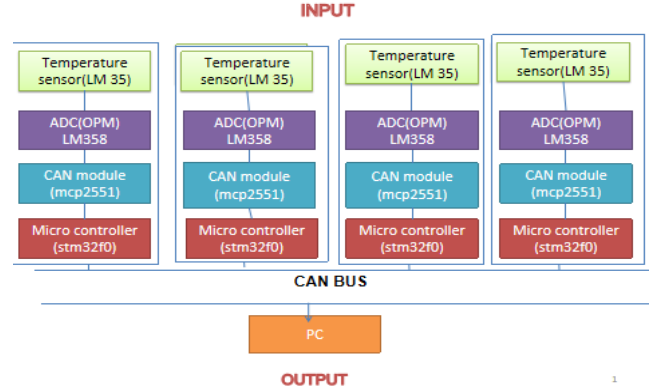 INPUT
Temperature
sensor(LM 35)
ADC(OPM)
LM358
CAN module
(mcp2551)
Micro controller
(stm32f0)
Temperature
sensor(LM 35)
ADC(OPM)
LM358
CAN module
(mcp2551)
Micro controller
(stm32f0)
Temperature
sensor(LM 35)
ADC(OPM)
LM358
CAN module
(mcp2551)
Micro controller
(stm32f0)
Temperature
sensor(LM 35)
ADC(OPM)
LM358
CAN module
(mcp2551)
Micro controller
(stm32f0)
CAN BUS
PC
OUTPUT
1